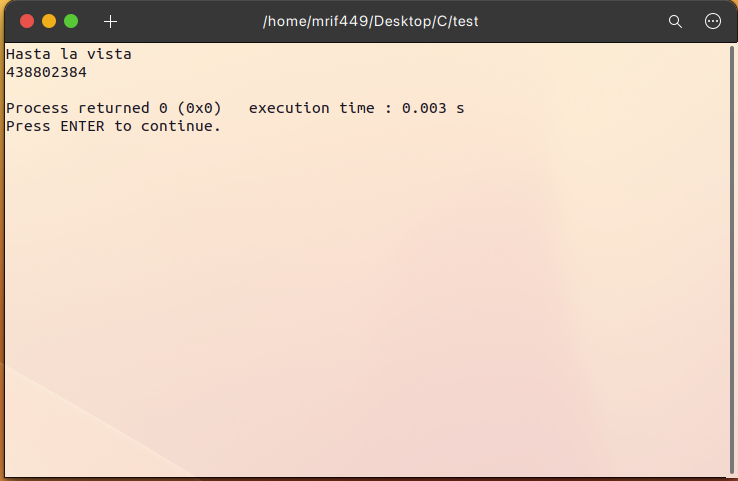 /home/mrif449/Desktop/C/test
Hasta la vista
438802384
Process returned 0 (0x0)   execution time : 0.003 s
Press ENTER to continue.